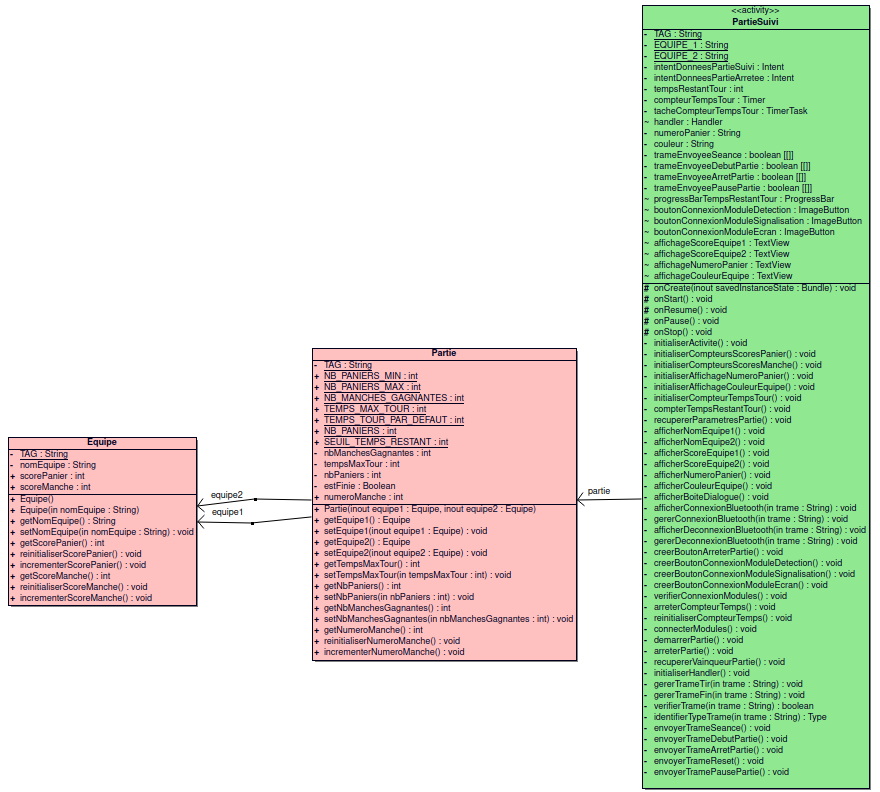 Equipe
- TAG : String
- nomEquipe : String
+ scorePanier : int
+ scoreManche : int
+ Equipe()
+ Equipe(in nomEquipe : String)
+ getNomEquipe() : String
+ setNomEquipe(in nomEquipe : String) : void
+ getScorePanier() : int
+ reinitialiserScorePanier() : void
+ incrementerScorePanier() : void
+ getScoreManche() : int
+ reinitialiserScoreManche() : void
+ incrementerScoreManche() : void
equipe2
equipe1
Partie
- TAG : String
+ NB_PANIERS_MIN : int
+ NB_PANIERS_MAX : int
+ NB_MANCHES_GAGNANTES : int
+ TEMPS_MAX_TOUR : int
+ TEMPS_TOUR_PAR_DEFAUT : int
+ NB_PANIERS : int
+ SEUIL_TEMPS_RESTANT : int
- nbManchesGagnantes : int
- tempsMaxTour : int
- nbPaniers : int
- estFinie : Boolean
+ numeroManche : int
+ Partie(inout equipe1 : Equipe, inout equipe2 : Equipe)
+ getEquipe1() : Equipe
+ setEquipe1(inout equipe1 : Equipe) : void
+ getEquipe2() : Equipe
+ setEquipe2(inout equipe2 : Equipe) : void
+ getTempsMaxTour() : int
+ setTempsMaxTour(in tempsMaxTour : int) : void
+ getNbPaniers() : int
+ setNbPaniers(in nbPaniers : int) : void
+ getNbManchesGagnantes() : int
+ setNbManchesGagnantes(in nbManchesGagnantes : int) : void
+ getNumeroManche() : int
+ reinitialiserNumeroManche() : void
+ incrementerNumeroManche() : void
partie
<<activity>>
PartieSuivi
- TAG : String
- EQUIPE_1 : String
- EQUIPE_2 : String
- intentDonneesPartieSuivi : Intent
- intentDonneesPartieArretee : Intent
- tempsRestantTour : int
- compteurTempsTour : Timer
- tacheCompteurTempsTour : TimerTask
~ handler : Handler
- numeroPanier : String
- couleur : String
- trameEnvoyeeSeance : boolean [[]]
- trameEnvoyeeDebutPartie : boolean [[]]
- trameEnvoyeeArretPartie : boolean [[]]
- trameEnvoyeePausePartie : boolean [[]]
~ progressBarTempsRestantTour : ProgressBar
~ boutonConnexionModuleDetection : ImageButton
~ boutonConnexionModuleSignalisation : ImageButton
~ boutonConnexionModuleEcran : ImageButton
~ affichageScoreEquipe1 : TextView
~ affichageScoreEquipe2 : TextView
~ affichageNumeroPanier : TextView
~ affichageCouleurEquipe : TextView
# onCreate(inout savedInstanceState : Bundle) : void
# onStart() : void
# onResume() : void
# onPause() : void
# onStop() : void
- initialiserActivite() : void
- initialiserCompteursScoresPanier() : void
- initialiserCompteursScoresManche() : void
- initialiserAffichageNumeroPanier() : void
- initialiserAffichageCouleurEquipe() : void
- initialiserCompteurTempsTour() : void
- compterTempsRestantTour() : void
- recupererParametresPartie() : void
- afficherNomEquipe1() : void
- afficherNomEquipe2() : void
- afficherScoreEquipe1() : void
- afficherScoreEquipe2() : void
- afficherNumeroPanier() : void
- afficherCouleurEquipe() : void
- afficherBoiteDialogue() : void
- afficherConnexionBluetooth(in trame : String) : void
- gererConnexionBluetooth(in trame : String) : void
- afficherDeconnexionBluetooth(in trame : String) : void
- gererDeconnexionBluetooth(in trame : String) : void
- creerBoutonArreterPartie() : void
- creerBoutonConnexionModuleDetection() : void
- creerBoutonConnexionModuleSignalisation() : void
- creerBoutonConnexionModuleEcran() : void
- verifierConnexionModules() : void
- arreterCompteurTemps() : void
- reinitialiserCompteurTemps() : void
- connecterModules() : void
- demarrerPartie() : void
- arreterPartie() : void
- recupererVainqueurPartie() : void
- initialiserHandler() : void
- gererTrameTir(in trame : String) : void
- gererTrameFin(in trame : String) : void
- verifierTrame(in trame : String) : boolean
- identifierTypeTrame(in trame : String) : Type
- envoyerTrameSeance() : void
- envoyerTrameDebutPartie() : void
- envoyerTrameArretPartie() : void
- envoyerTrameReset() : void
- envoyerTramePausePartie() : void